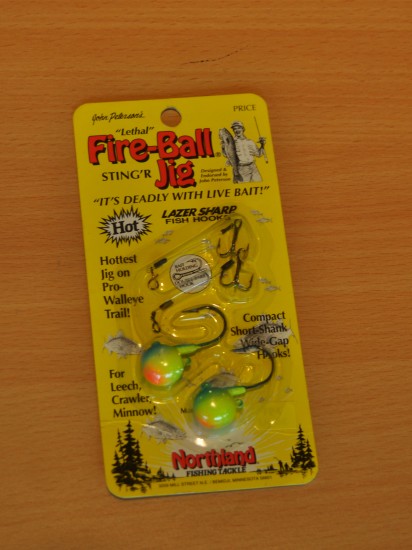 John Peterson's
PRICE
"Lethal"
Fire-Ball
STING'R Jig
Designed &
Endorsed by
John Peterson
"IT'S DEADLY WITH LIVE BAIT!"
Hot
LAZER SHARP
FISH HOOKS
Hottest
Jig on
Pro-
Walleye
Trail!
Compact
Short-Shank
Wide-Gap
Hooks!
For
Leech,
Crawler,
Minnow!
Northland
FISHING TACKLE